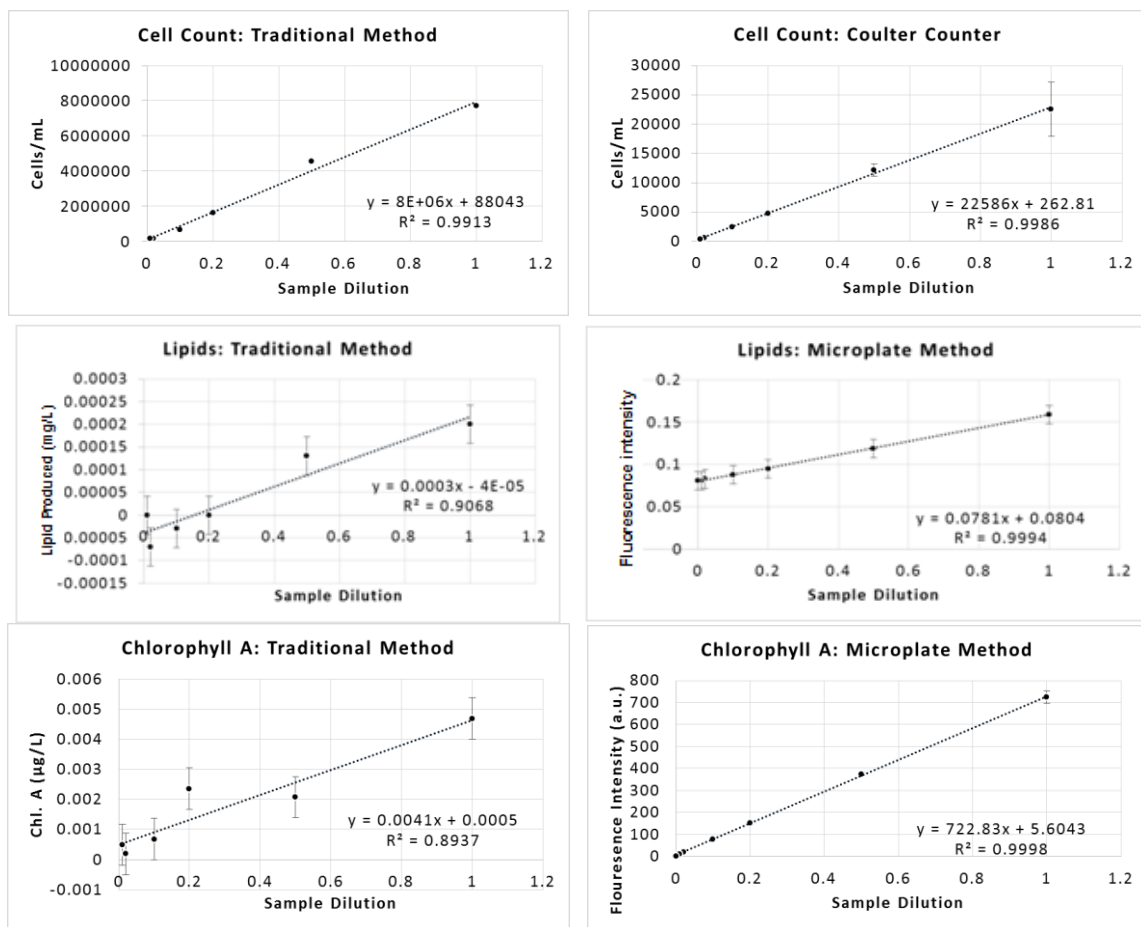 Cell Count: Traditional Method
10000000
8000000
6000000
4000000
2000000
0
Cells/mL
y = 8E+06x + 88043
R² = 0.9913
0 0.2 0.4 0.6 0.8 1 1.2
Sample Dilution
Cell Count: Coulter Counter
30000
25000
20000
15000
10000
5000
0
Cells/mL
y = 22586x + 262.81
R² = 0.9986
0 0.2 0.4 0.6 0.8 1 1.2
Sample Dilution
Lipids: Traditional Method
0.0003
0.00025
0.0002
0.00015
0.0001
0.00005
0
-0.00005
-0.0001
-0.00015
Lipid Produced (mg/L)
y = 0.0003x - 4E-05
R² = 0.9068
0 0.2 0.4 0.6 0.8 1 1.2
Sample Dilution
Lipids: Microplate Method
0.2
0.15
0.1
0.05
0
Fluorescence intensity
y = 0.0781x + 0.0804
R² = 0.9994
0 0.2 0.4 0.6 0.8 1 1.2
Sample Dilution
Chlorophyll A: Traditional Method
0.006
0.005
0.004
0.003
0.002
0.001
0
-0.001
Chl. A (µg/L)
y = 0.0041x + 0.0005
R² = 0.8937
0 0.2 0.4 0.6 0.8 1 1.2
Sample Dilution
Chlorophyll A: Microplate Method
800
700
600
500
400
300
200
100
0
Flouresence Intensity (a.u.)
y = 722.83x + 5.6043
R² = 0.9998
0 0.2 0.4 0.6 0.8 1 1.2
Sample Dilution